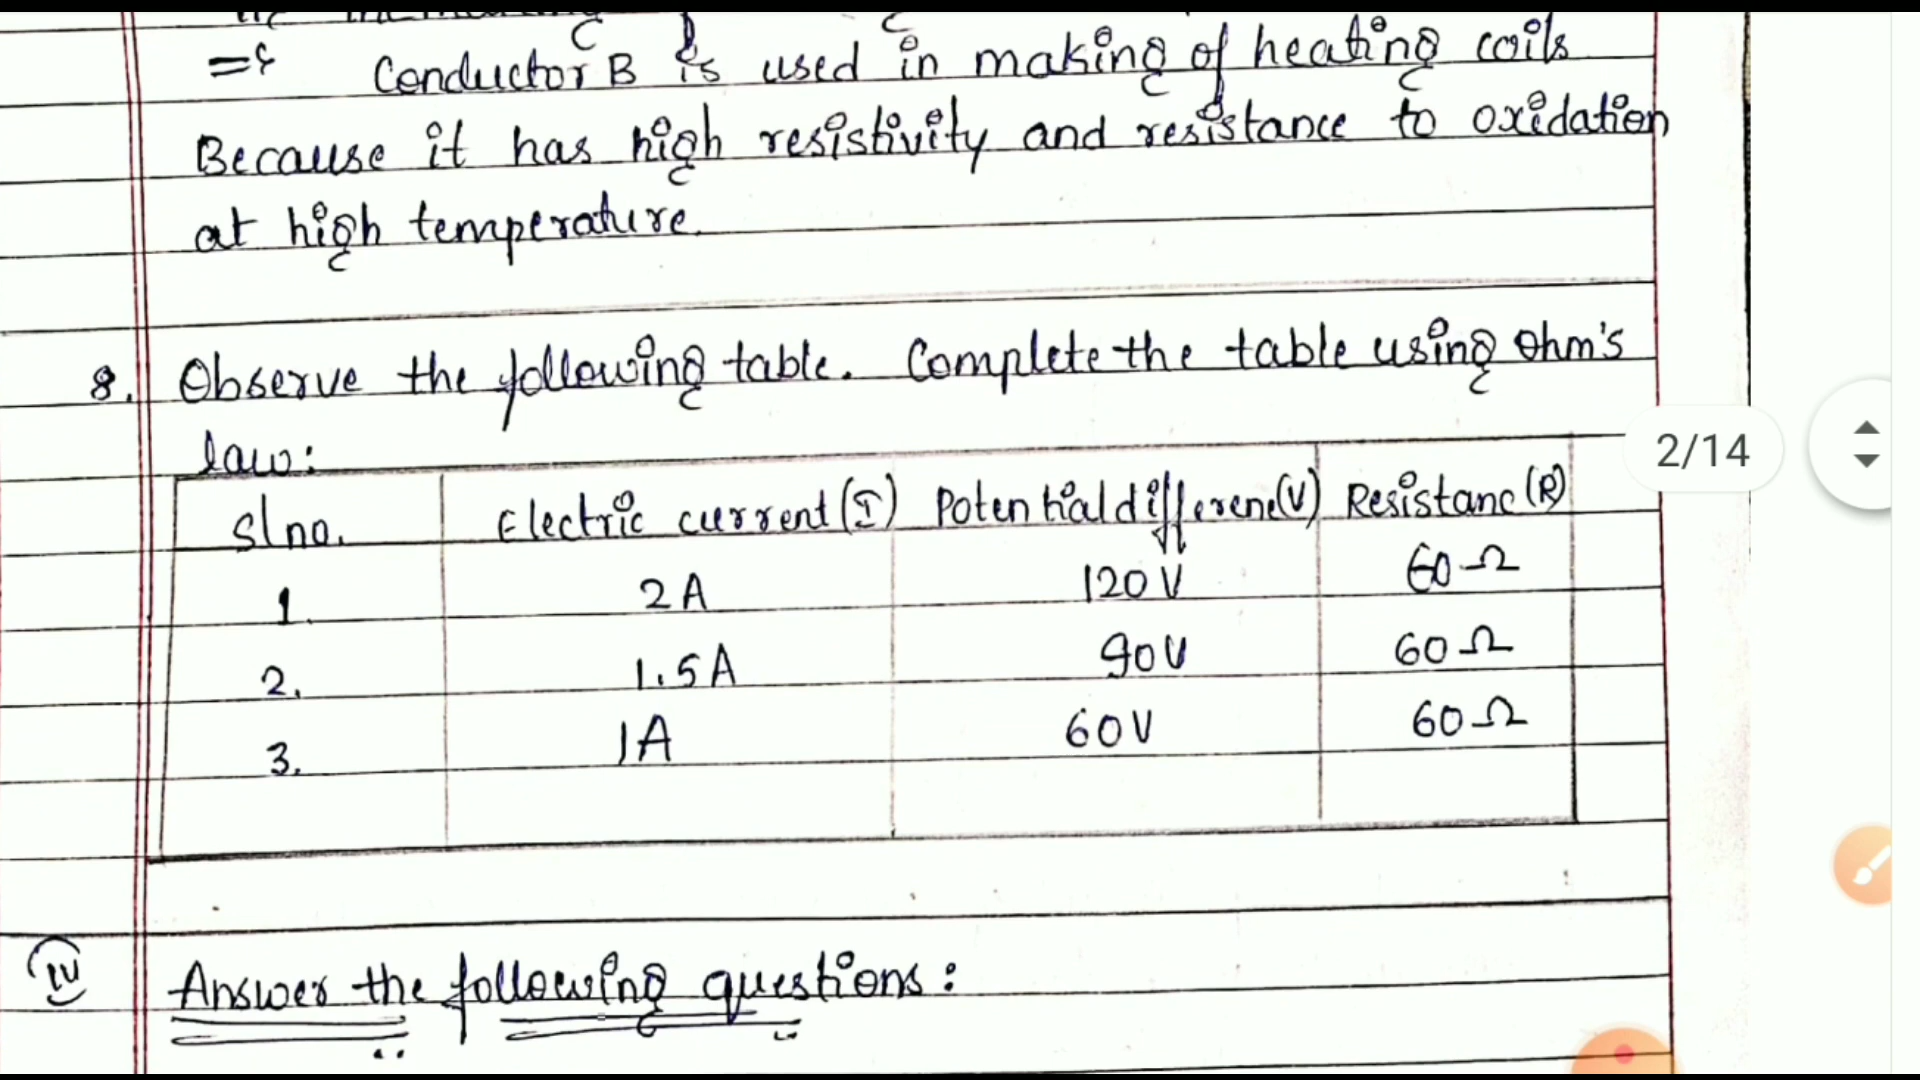 => Conductor B is used in making of heating coils
Because it has high resistivity and resistance to oxidation
at high temperature.
8. Observe the following table. Complete the table using Ohm's
law:
Sl no. Electric current (I) Potential differene(V) Resistanc (R)
1. 2A 120V 60Ω
2. 1.5A 90V 60Ω
3. 1A 60V 60Ω
2/14
IV Answer the following questions: